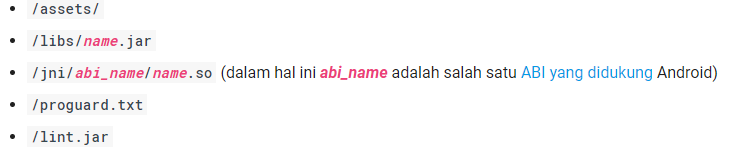 • /assets/
• /libs/name.jar
• /jni/abi_name/name.so (dalam hal ini abi_name adalah salah satu ABI yang didukung Android)
• /proguard.txt
• /lint.jar